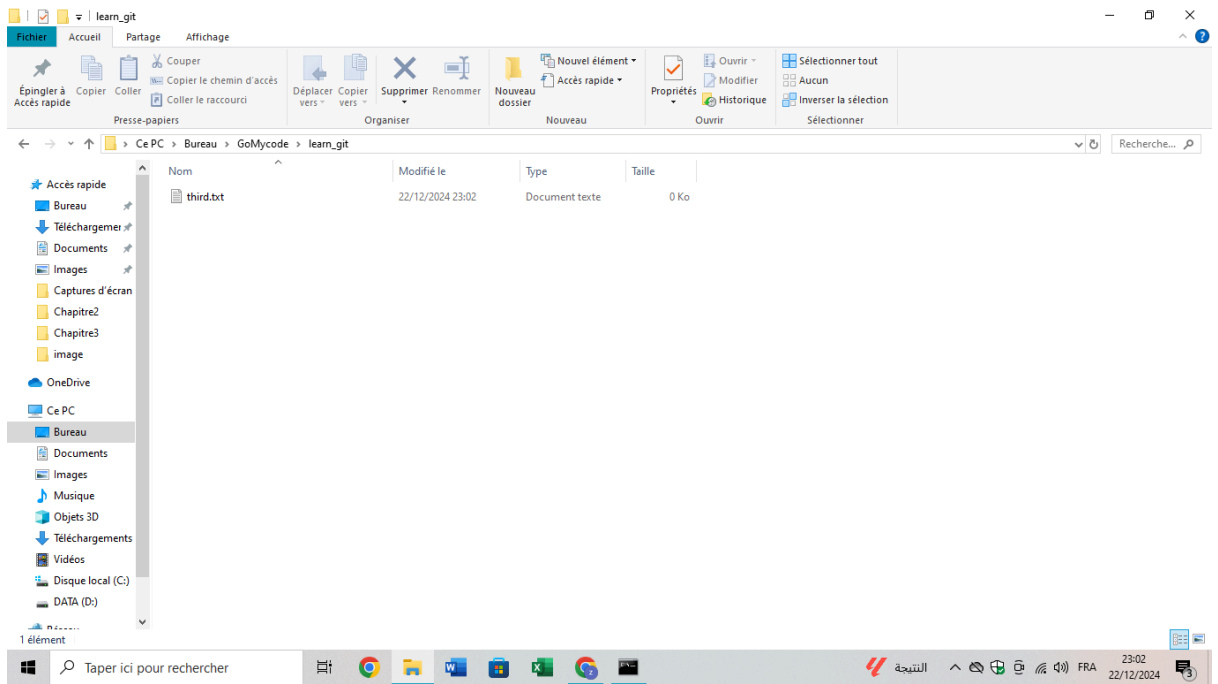 learn_git
Fichier Accueil Partage Affichage
Épingler à Accès rapide
Copier
Coller
Couper
Copier le chemin d'accès
Coller le raccourci
Presse-papiers
Déplacer vers
Copier vers
Supprimer
Renommer
Organiser
Nouveau dossier
Nouvel élément
Accès rapide
Nouveau
Propriétés
Ouvrir
Modifier
Historique
Ouvrir
Sélectionner tout
Aucun
Inverser la sélection
Sélectionner
Ce PC > Bureau > GoMycode > learn_git
Recherche...
Accès rapide
Bureau
Téléchargemer
Documents
Images
Captures d'écran
Chapitre2
Chapitre3
image
OneDrive
Ce PC
Bureau
Documents
Images
Musique
Objets 3D
Téléchargements
Vidéos
Disque local (C:)
DATA (D:)
Nom Modifié le Type Taille
third.txt 22/12/2024 23:02 Document texte 0 Ko
1 élément
Taper ici pour rechercher
النتيجة
FRA
23:02
22/12/2024
3